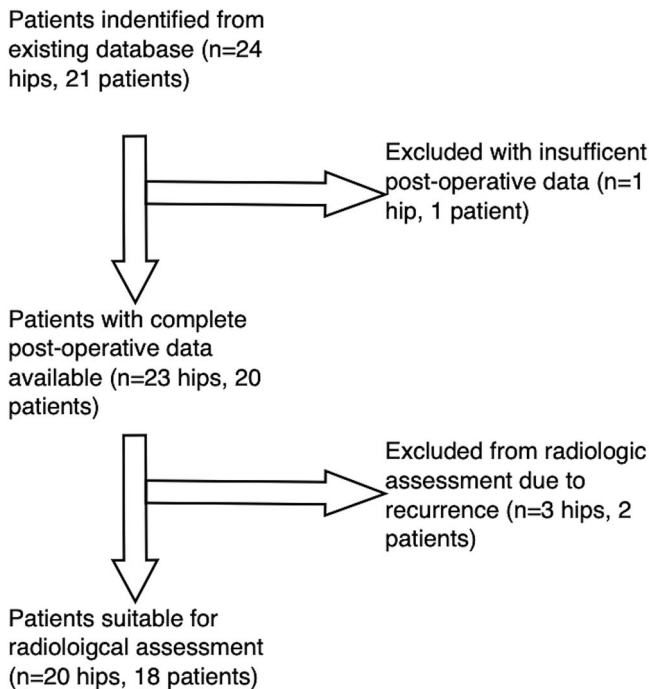 Patients indentified from
existing database (n=24
hips, 21 patients)
Excluded with insufficent
post-operative data (n=1
hip, 1 patient)
Patients with complete
post-operative data
available (n=23 hips, 20
patients)
Excluded from radiologic
assessment due to
recurrence (n=3 hips, 2
patients)
Patients suitable for
radioloigcal assessment
(n=20 hips, 18 patients)